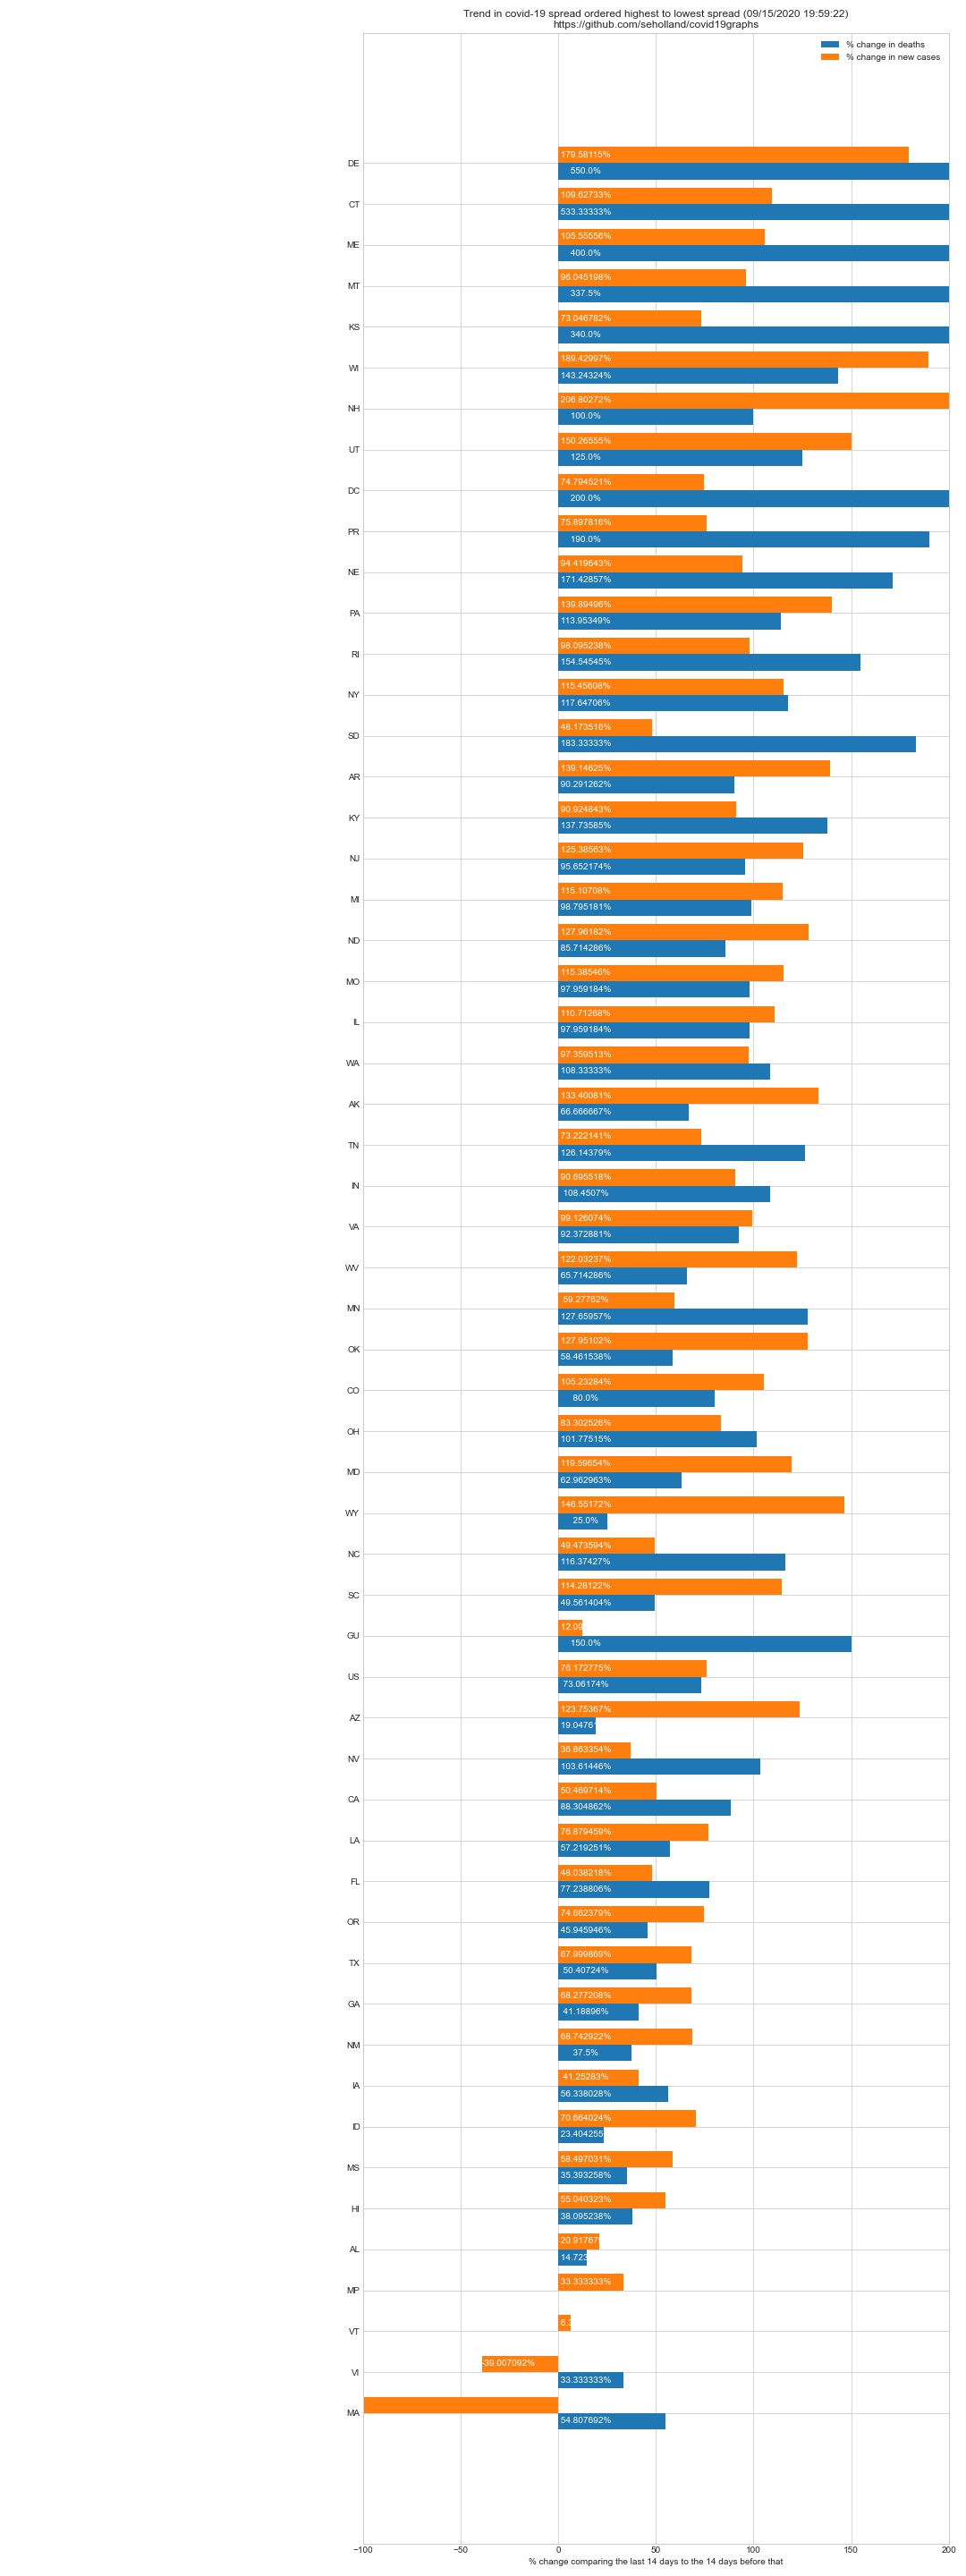 Trend in covid-19 spread ordered highest to lowest spread (09/15/2020 19:59:22)
https://github.com/seholland/covid19graphs
% change in deaths
% change in new cases
179.58115%
DE
550.0%
109.62733%
CT
533.33333%
105.55556%
ME
400.0%
96.045198%
MT
337.5%
73.046782%
KS
340.0%
189.42997%
WI
143.24324%
206.80272%
NH
100.0%
150.26555%
UT
125.0%
74.794521%
DC
200.0%
75.897816%
PR
190.0%
94.419643%
NE
171.42857%
139.89496%
PA
113.95349%
98.095238%
RI
154.54545%
115.45608%
NY
117.64706%
48.173516%
SD
183.33333%
139.14625%
AR
90.291262%
90.924843%
KY
137.73585%
125.38563%
NJ
95.652174%
115.10708%
MI
98.795181%
127.96182%
ND
85.714286%
115.38546%
MO
97.959184%
110.71268%
IL
97.959184%
97.359513%
WA
108.33333%
133.40081%
AK
66.666667%
73.222141%
TN
126.14379%
90.695518%
IN
108.4507%
99.126074%
VA
92.372881%
122.03237%
WV
65.714286%
59.27762%
MN
127.65957%
127.95102%
OK
58.461538%
105.23284%
CO
80.0%
83.302526%
OH
101.77515%
119.59654%
MD
62.962963%
146.55172%
WY
25.0%
49.473594%
NC
116.37427%
114.28122%
SC
49.561404%
12.09
GU
150.0%
76.172775%
US
73.06174%
123.75367%
AZ
19.0476
36.863354%
NV
103.61446%
50.469714%
CA
88.304862%
76.879459%
LA
57.219251%
48.038218%
FL
77.238806%
74.662379%
OR
45.945946%
67.999869%
TX
50.40724%
68.277208%
GA
41.18896%
68.742922%
NM
37.5%
41.25283%
IA
56.338028%
70.664024%
ID
23.404255
58.497031%
MS
35.393258%
55.040323%
HI
38.095238%
20.91767
AL
14.723
33.333333%
MP
6.
VT
-39.007092%
VI
33.333333%
MA
54.807692%
−100 −50 0 50 100 150 200
% change comparing the last 14 days to the 14 days before that